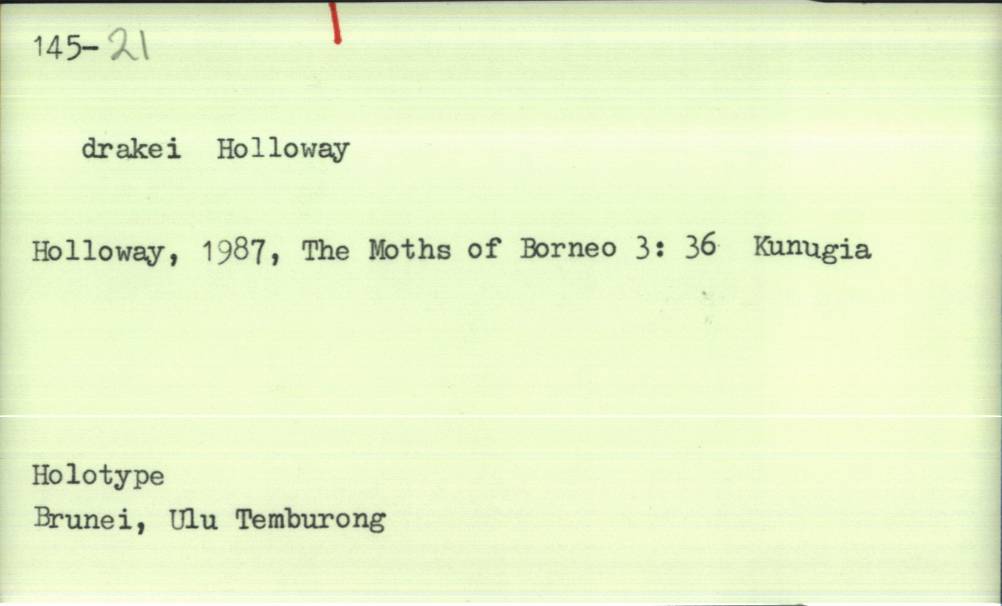 145-21
drakei Holloway
Holloway, 1987, The Moths of Borneo 3: 36 Kunugia
Holotype
Brunei, Ulu Temburong